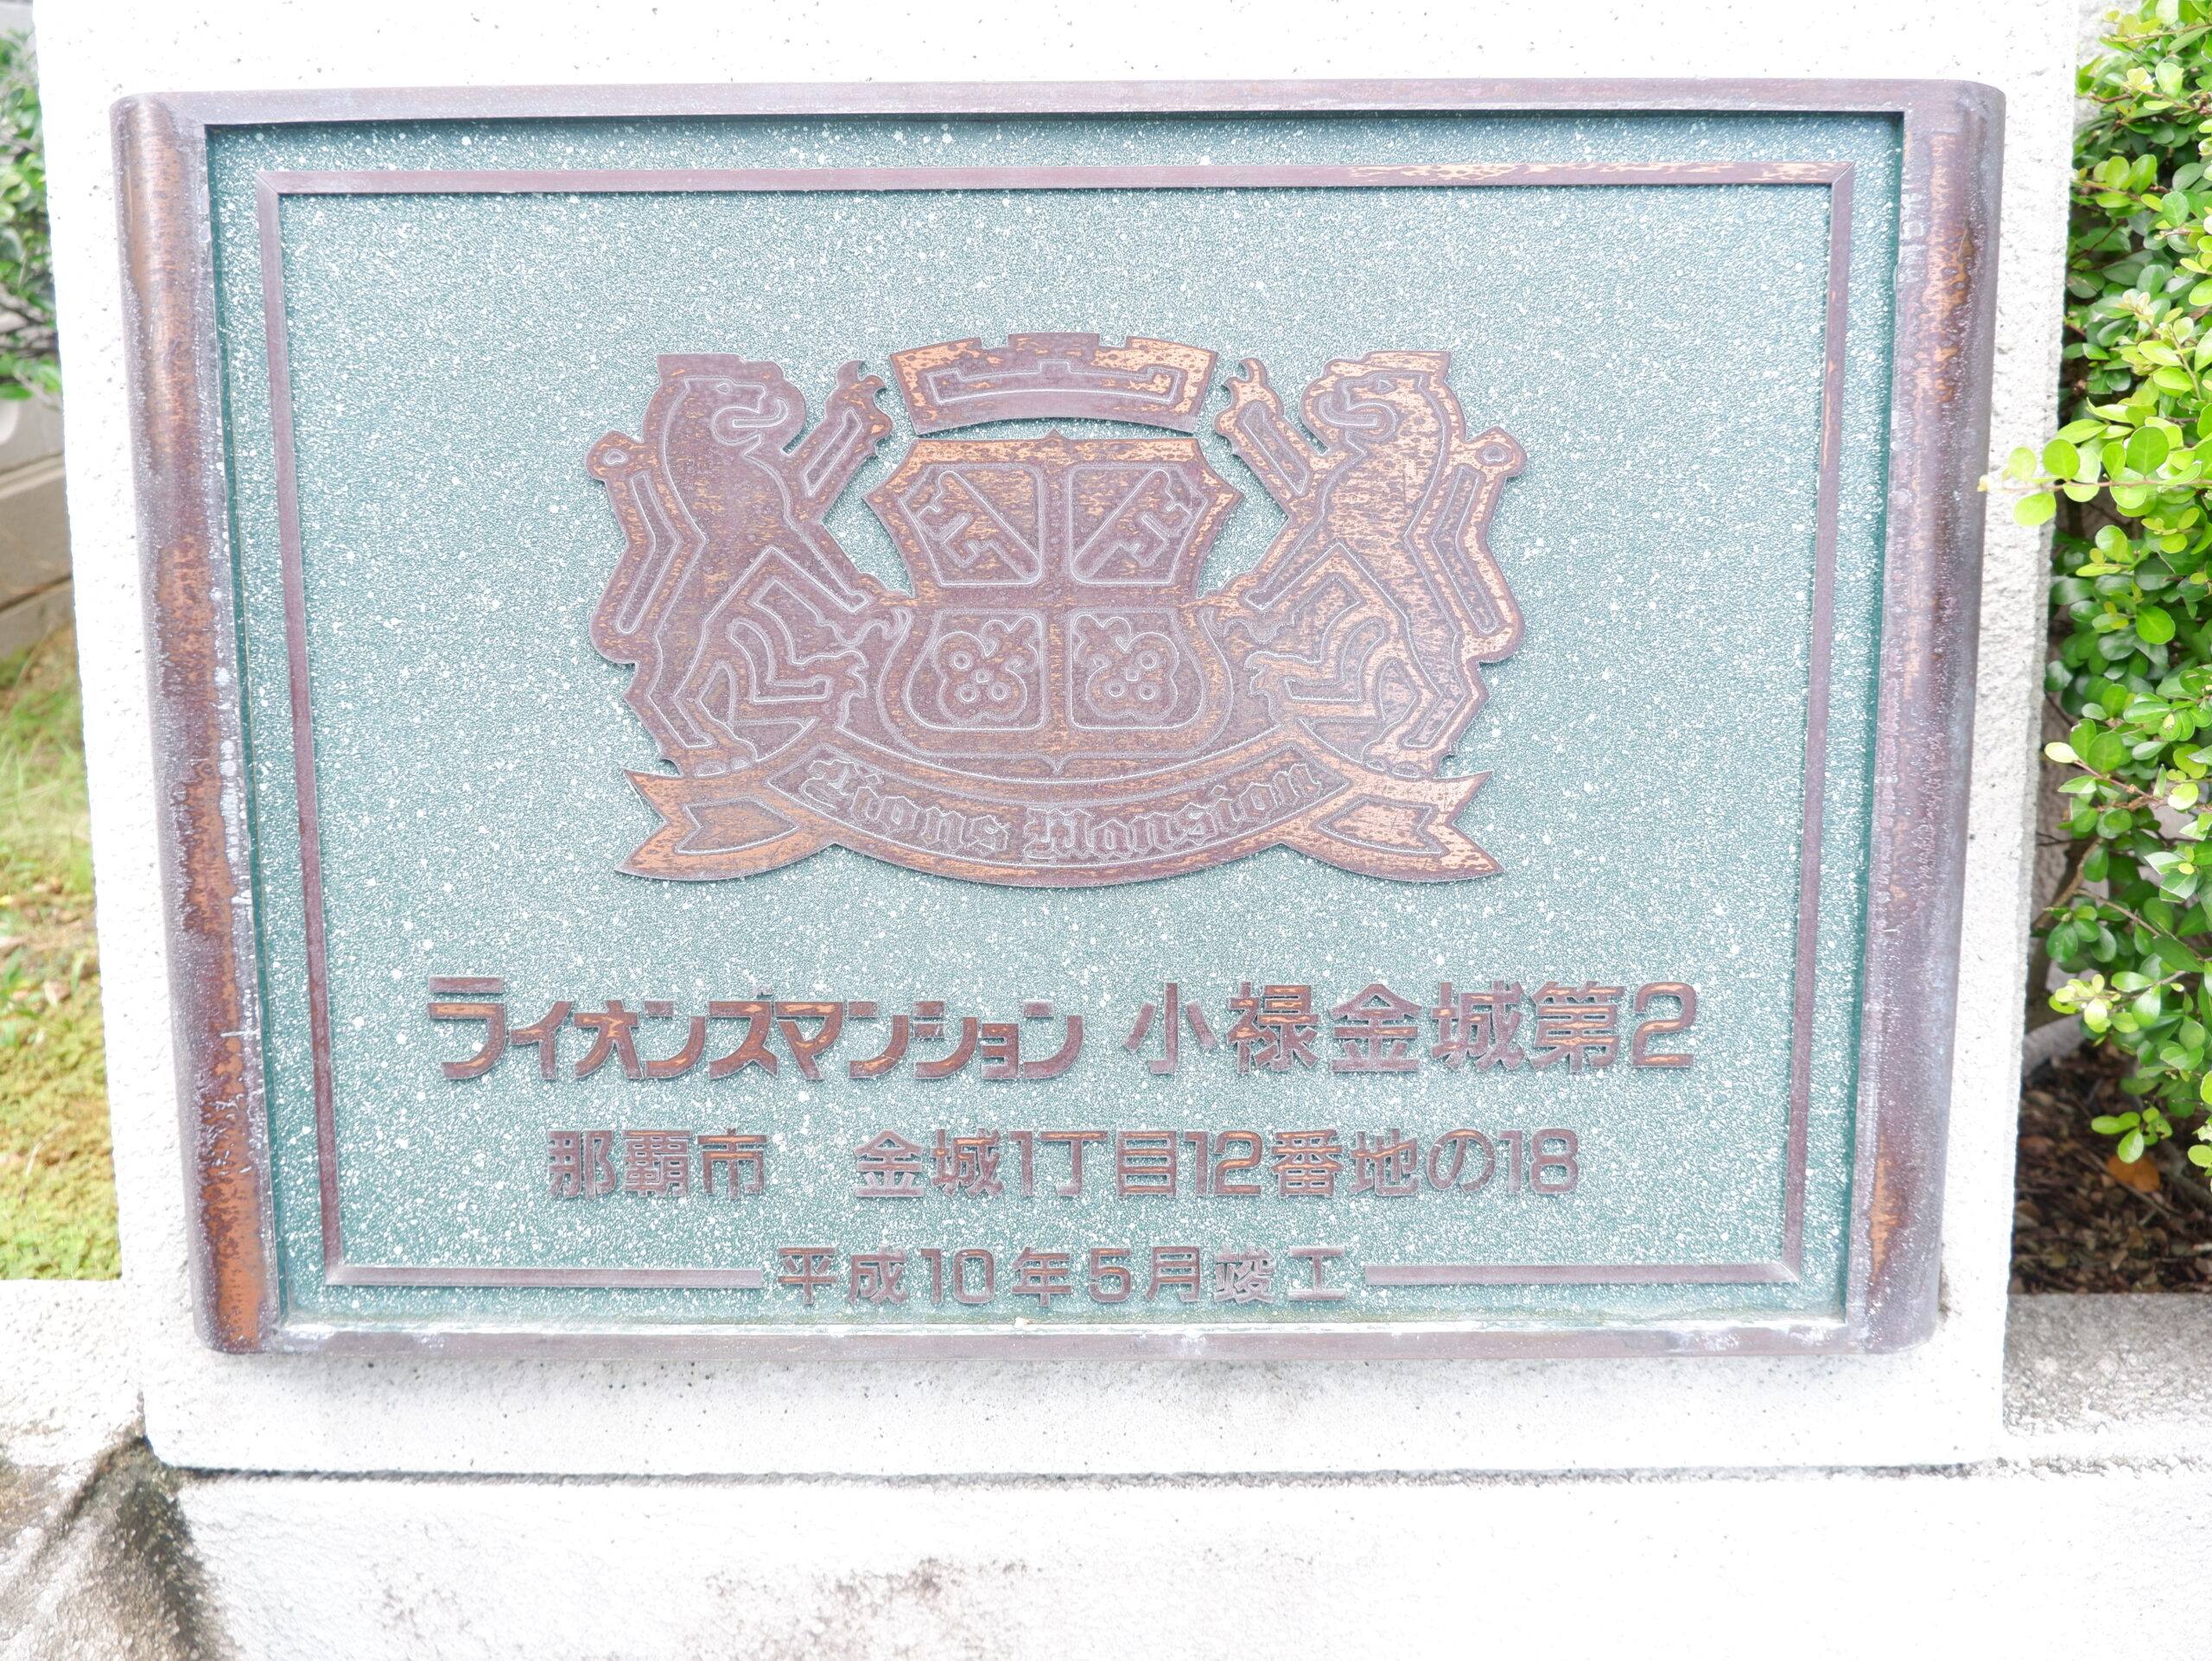 Lions Mansion
ライオンズマンション 小禄金城第2
那覇市 金城1丁目12番地の18
平成10年5月竣工